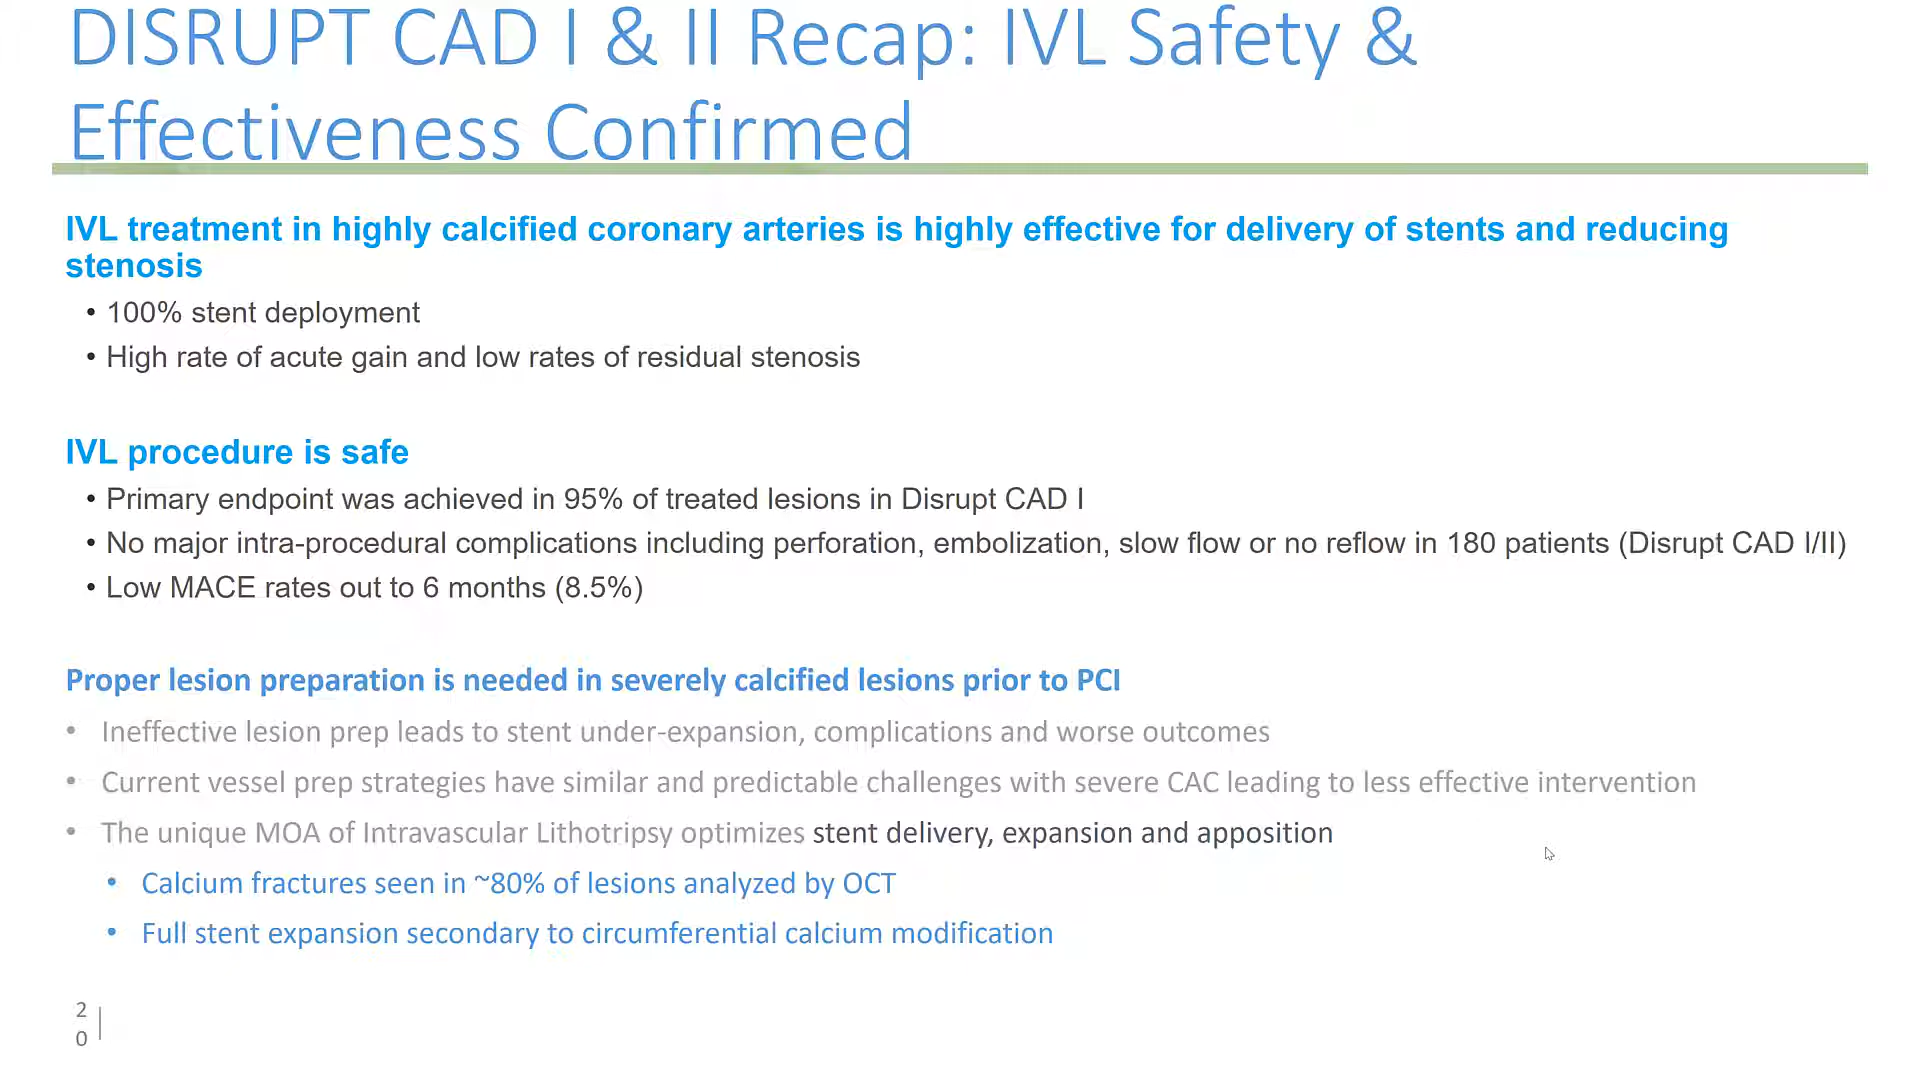 DISRUPT CAD I & II Recap: IVL Safety &
Effectiveness Confirmed
IVL treatment in highly calcified coronary arteries is highly effective for delivery of stents and reducing
stenosis
• 100% stent deployment
• High rate of acute gain and low rates of residual stenosis
IVL procedure is safe
• Primary endpoint was achieved in 95% of treated lesions in Disrupt CAD I
• No major intra-procedural complications including perforation, embolization, slow flow or no reflow in 180 patients (Disrupt CAD I/II)
• Low MACE rates out to 6 months (8.5%)
Proper lesion preparation is needed in severely calcified lesions prior to PCI
• Ineffective lesion prep leads to stent under-expansion, complications and worse outcomes
• Current vessel prep strategies have similar and predictable challenges with severe CAC leading to less effective intervention
• The unique MOA of Intravascular Lithotripsy optimizes stent delivery, expansion and apposition
• Calcium fractures seen in ~80% of lesions analyzed by OCT
• Full stent expansion secondary to circumferential calcium modification
2
0